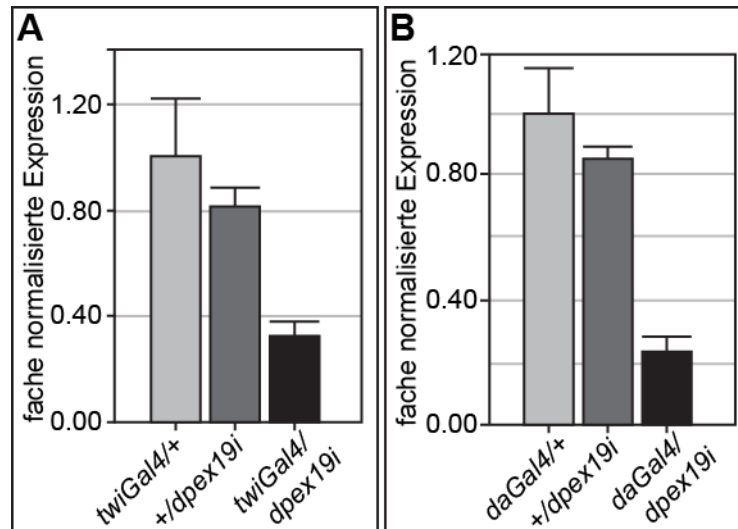 A
fache normalisierte Expression
1.20
0.80
0.40
0.00
twiGal4/+
+/dpex19i
twiGal4/
dpex19i
B
fache normalisierte Expression
1.20
0.80
0.40
0.00
daGal4/+
+/dpex19i
daGal4/
dpex19i